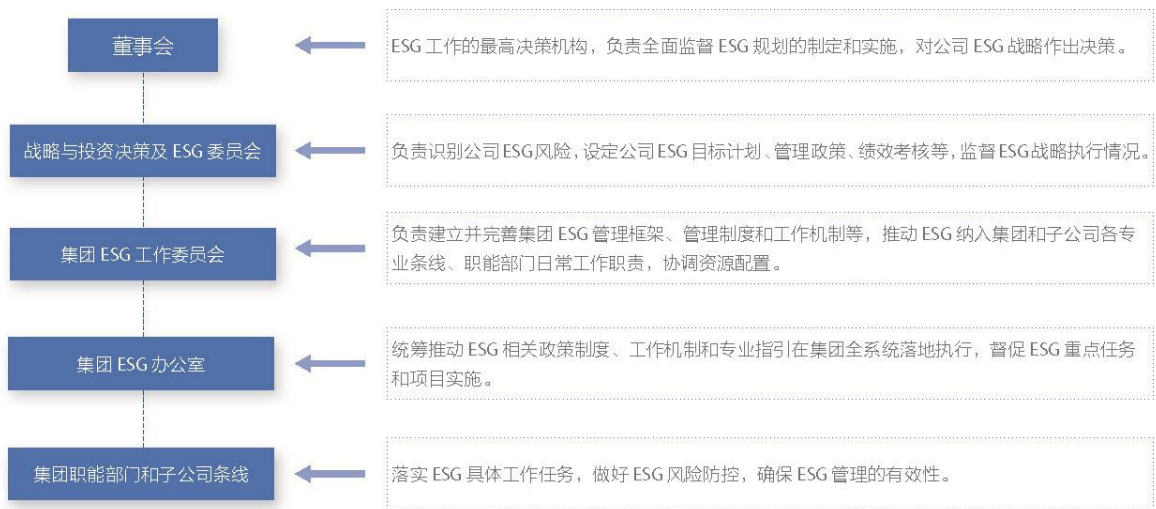 董事会
ESG 工作的最高决策机构，负责全面监督 ESG 规划的制定和实施，对公司 ESG 战略作出决策。
战略与投资决策及 ESG 委员会
负责识别公司ESG风险，设定公司ESG目标计划、管理政策、绩效考核等，监督ESG战略执行情况。
集团 ESG 工作委员会
负责建立并完善集团 ESG 管理框架、管理制度和工作机制等，推动 ESG 纳入集团和子公司各专
业条线、职能部门日常工作职责，协调资源配置。
集团 ESG 办公室
统筹推动 ESG 相关政策制度、工作机制和专业指引在集团全系统落地执行，督促 ESG 重点任务
和项目实施。
集团职能部门和子公司条线
落实 ESG 具体工作任务，做好 ESG 风险防控，确保 ESG 管理的有效性。